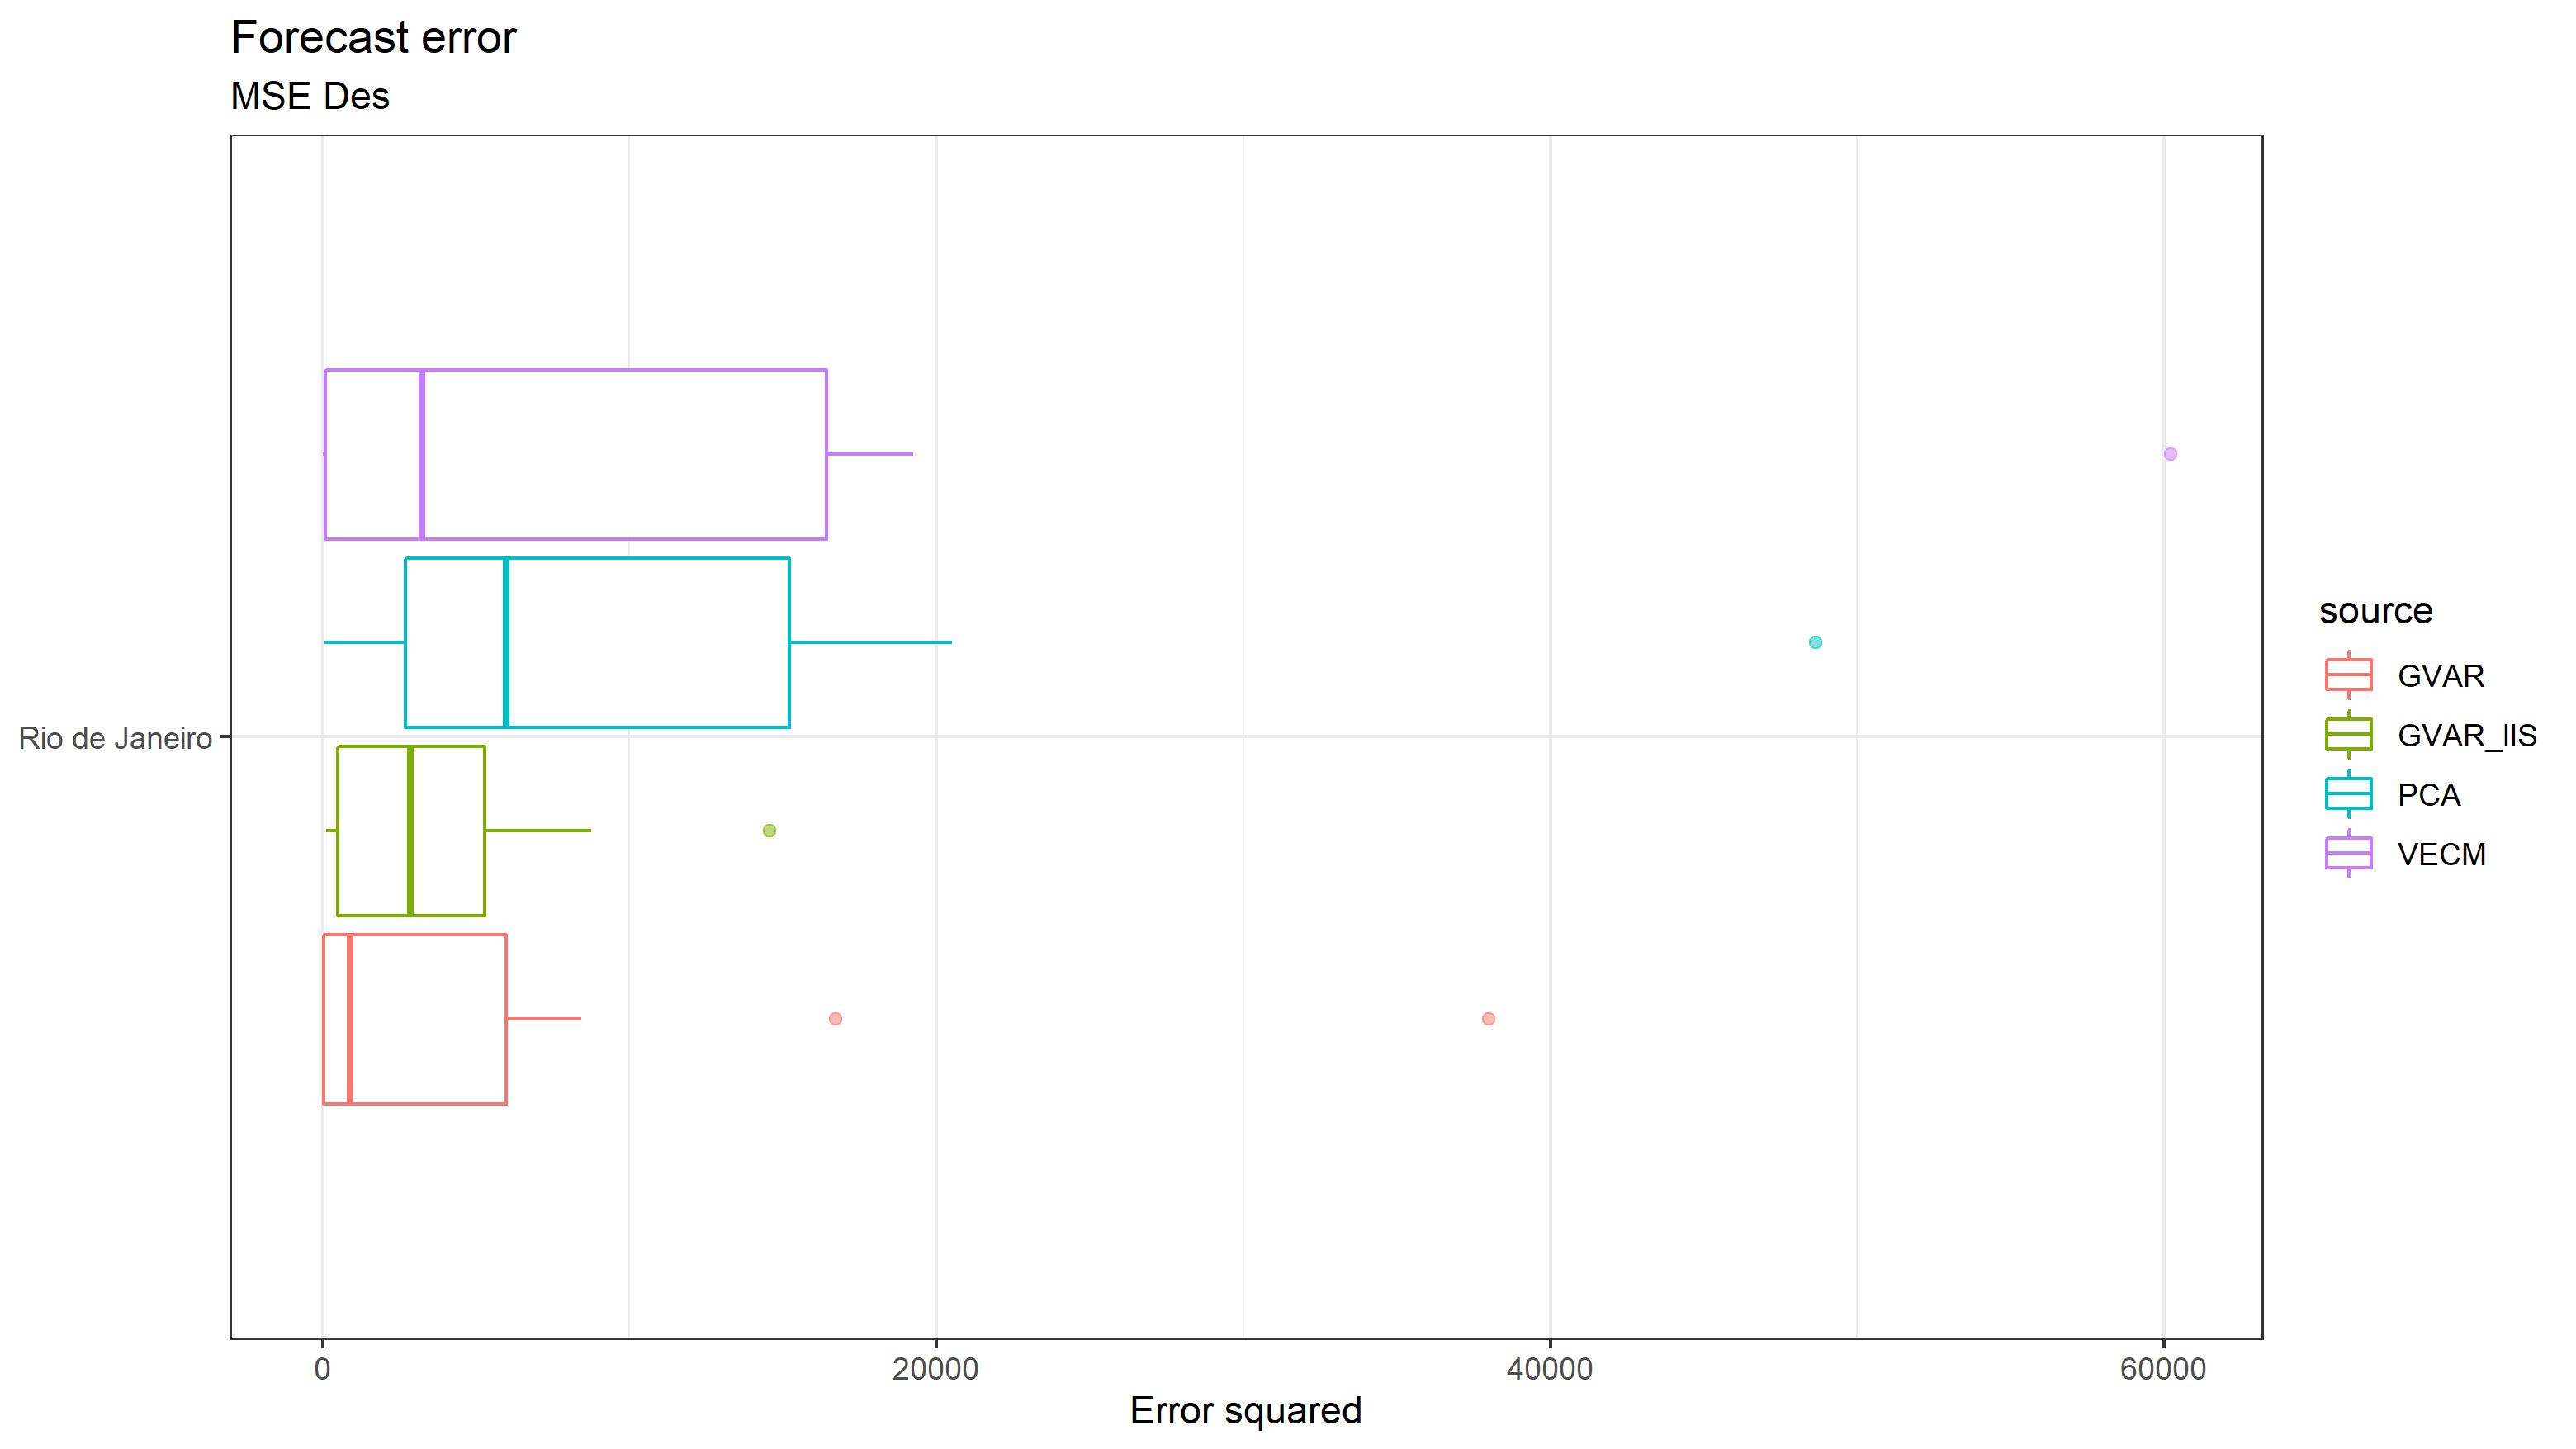 Forecast error
MSE Des
Rio de Janeiro
0
20000
40000
60000
Error squared
source
GVAR
GVAR_IIS
PCA
VECM